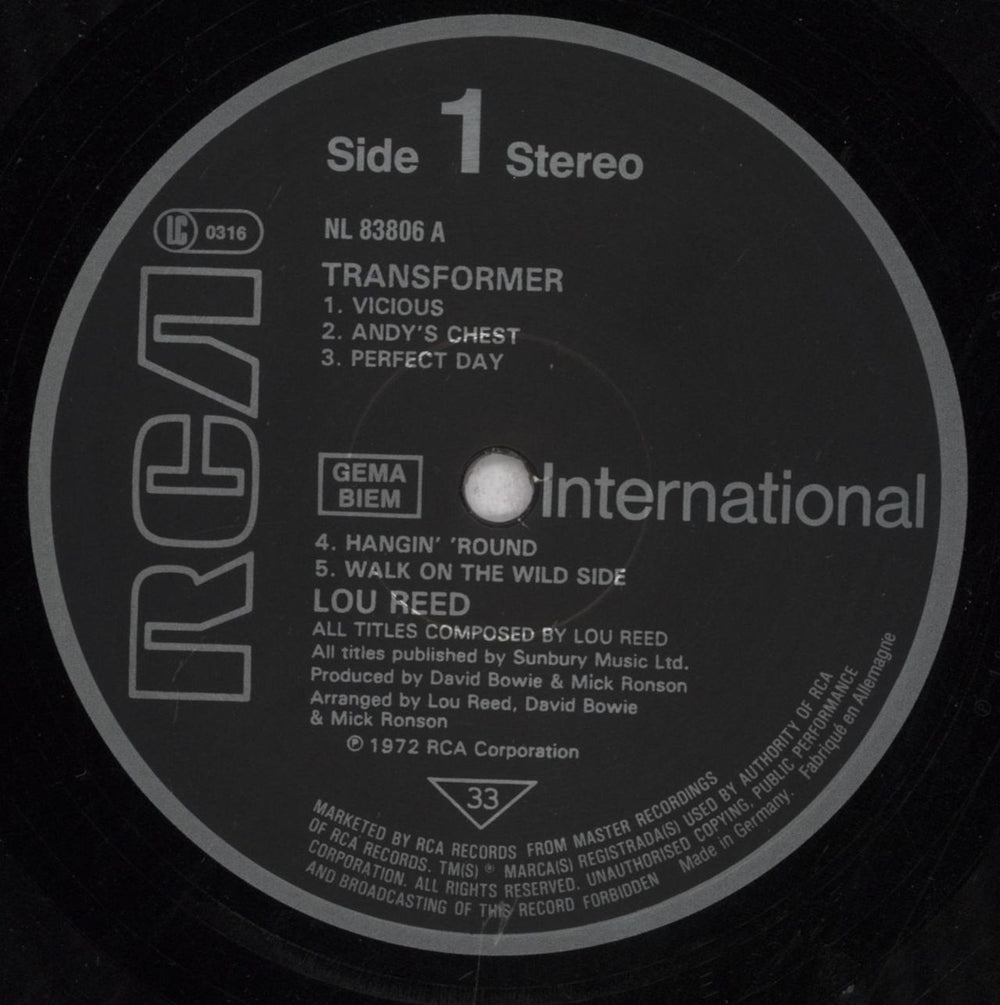 Side 1 Stereo
LC 0316
NL 83806 A
TRANSFORMER
1. VICIOUS
2. ANDY'S CHEST
3. PERFECT DAY
RCA
GEMA
BIEM
International
4. HANGIN' 'ROUND
5. WALK ON THE WILD SIDE
LOU REED
ALL TITLES COMPOSED BY LOU REED
All titles published by Sunbury Music Ltd.
Produced by David Bowie & Mick Ronson
Arranged by Lou Reed, David Bowie
& Mick Ronson
℗ 1972 RCA Corporation
33
MARKETED BY RCA RECORDS FROM MASTER RECORDINGS
OF RCA RECORDS. TM(S) ® MARCA(S) REGISTRADA(S) USED BY AUTHORITY OF RCA
CORPORATION. ALL RIGHTS RESERVED. UNAUTHORISED COPYING, PUBLIC PERFORMANCE
AND BROADCASTING OF THIS RECORD FORBIDDEN Made in Germany. Fabriqué en Allemagne